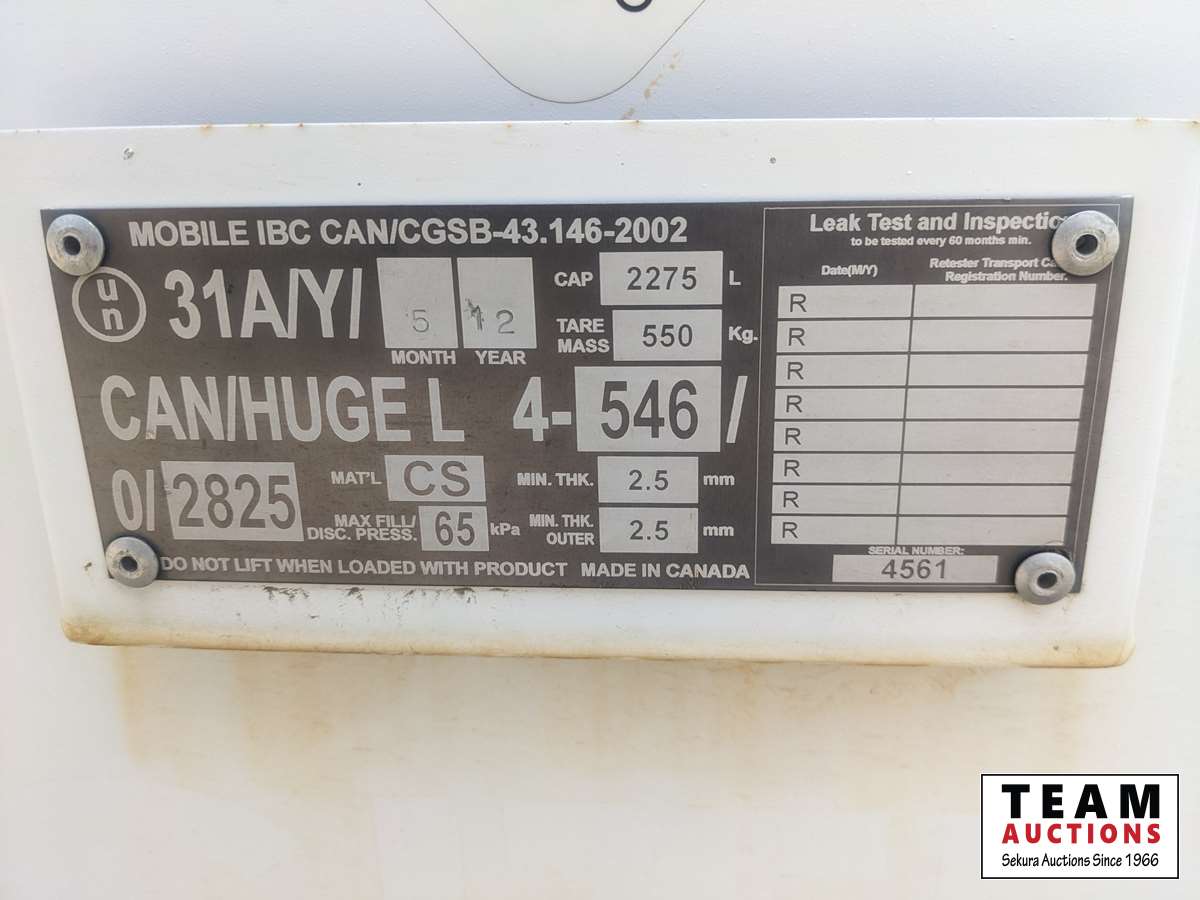 MOBILE IBC CAN/CGSB-43.146-2002
un 31A/Y/ 5 12
MONTH YEAR
CAP 2275 L
TARE MASS 550 Kg.
CAN/HUGE L 4-546/
0/2825
MAT'L CS
MIN. THK. 2.5 mm
MAX FILL/
DISC. PRESS. 65 kPa
MIN. THK.
OUTER 2.5 mm
DO NOT LIFT WHEN LOADED WITH PRODUCT MADE IN CANADA
Leak Test and Inspectio
to be tested every 60 months min.
Date(M/Y) Retester Transport Ca
Registration Number:
R
R
R
R
R
R
R
R
SERIAL NUMBER:
4561
TEAM
AUCTIONS
Sekura Auctions Since 1966